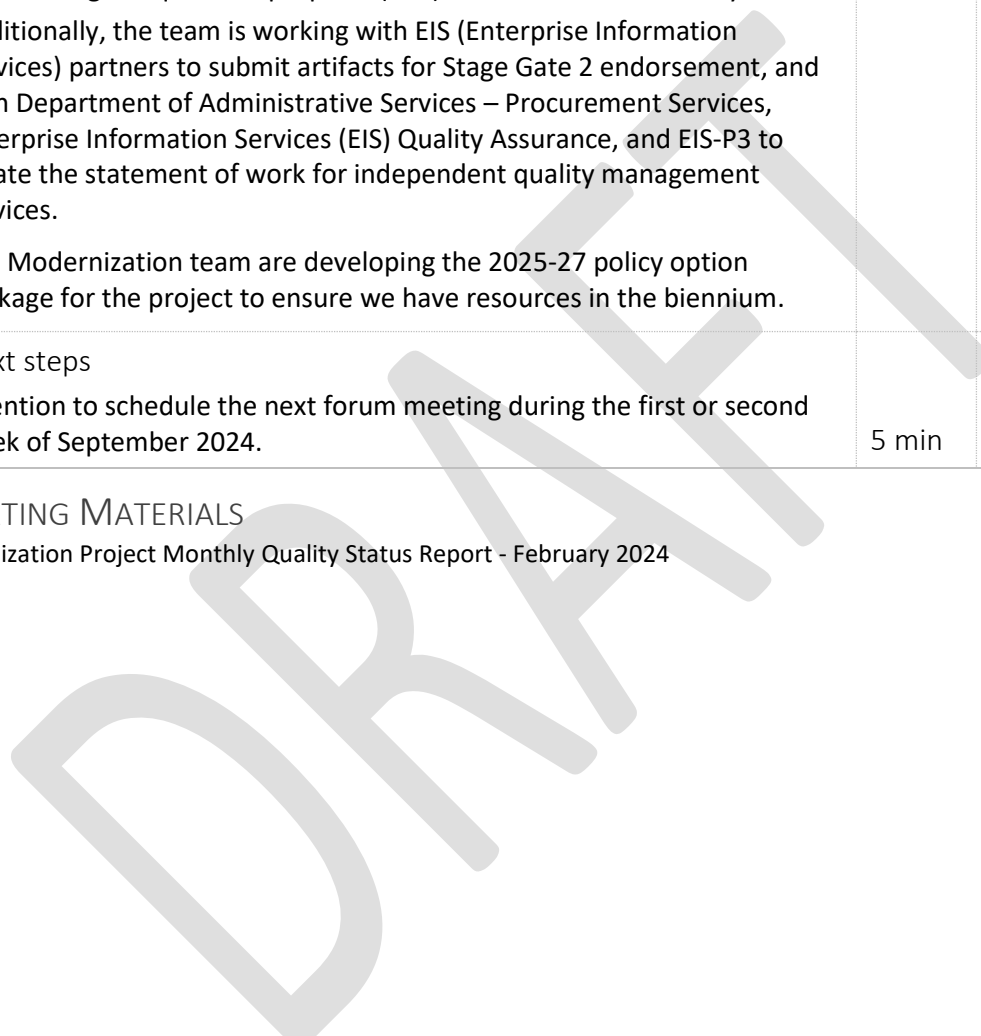 ditionally, the team is working with EIS (Enterprise Information
vices) partners to submit artifacts for Stage Gate 2 endorsement, and
h Department of Administrative Services – Procurement Services,
erprise Information Services (EIS) Quality Assurance, and EIS-P3 to
ate the statement of work for independent quality management
vices.
Modernization team are developing the 2025-27 policy option
kage for the project to ensure we have resources in the biennium.
xt steps
ention to schedule the next forum meeting during the first or second
ek of September 2024.
5 min
TING MATERIALS
ization Project Monthly Quality Status Report - February 2024
DRAFT